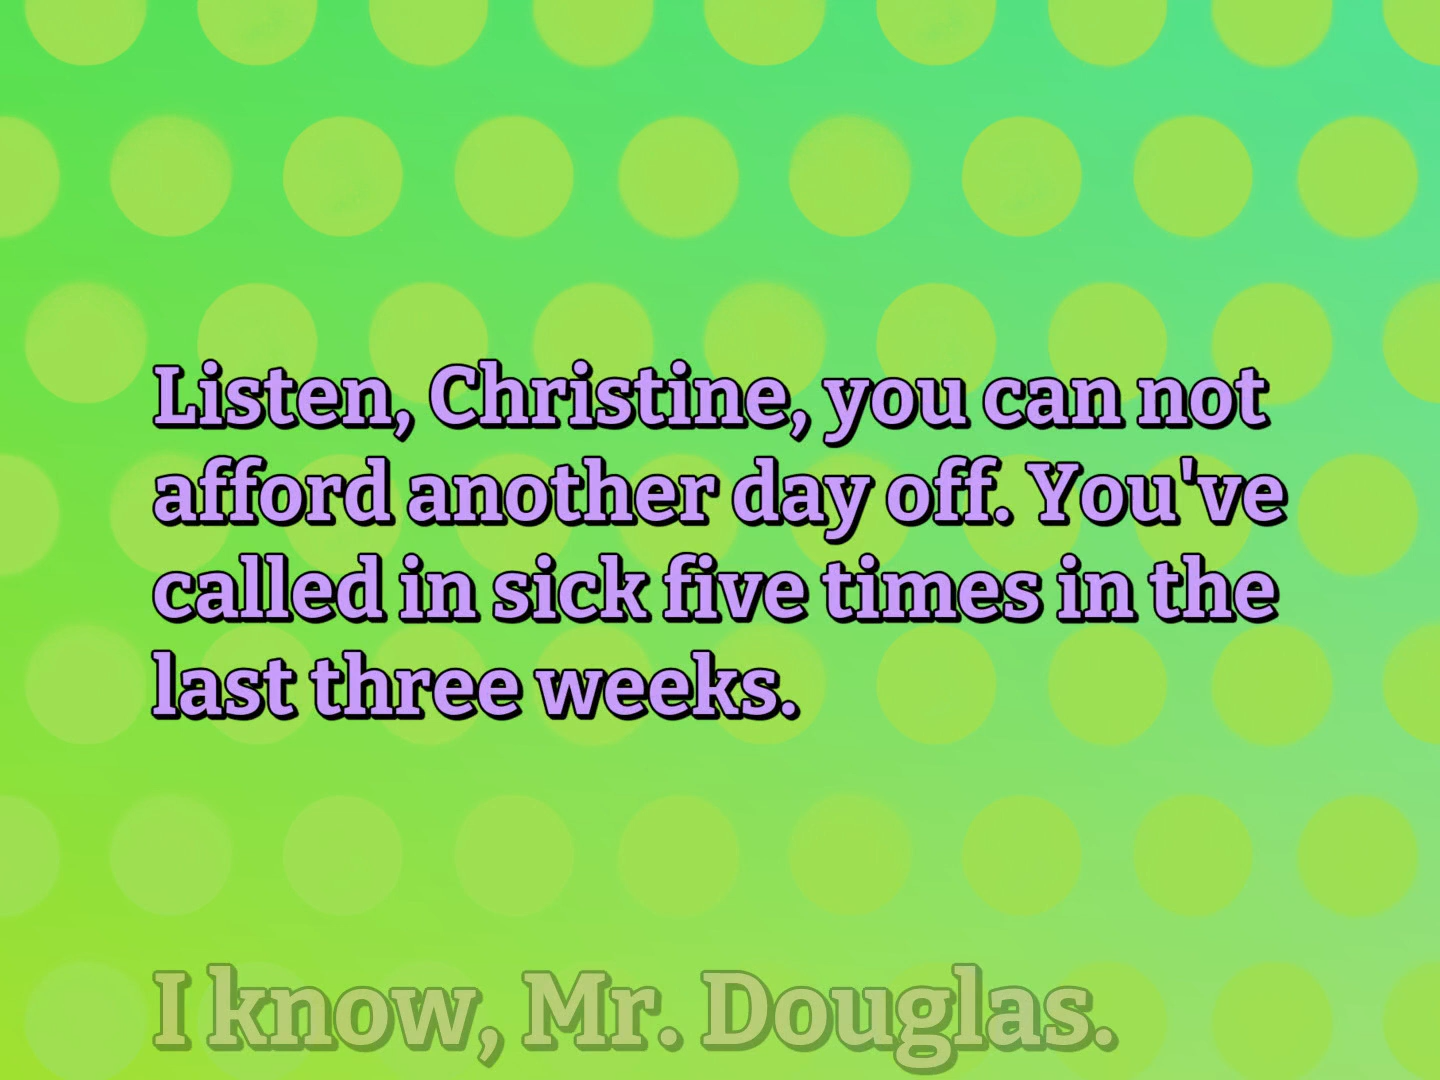 Listen, Christine, you can not
afford another day off. You've
called in sick five times in the
last three weeks.
I know, Mr. Douglas.